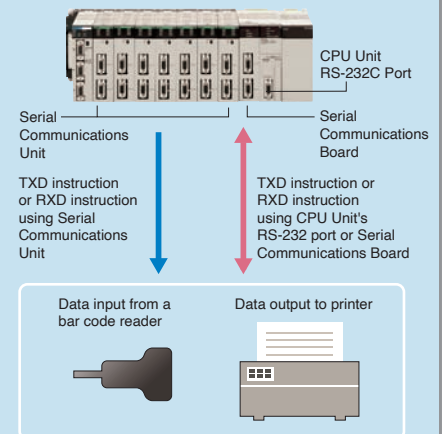 CPU Unit
RS-232C Port
Serial
Communications
Unit
Serial
Communications
Board
TXD instruction
or RXD instruction
using Serial
Communications
Unit
TXD instruction or
RXD instruction
using CPU Unit's
RS-232 port or Serial
Communications Board
Data input from a
bar code reader
Data output to printer